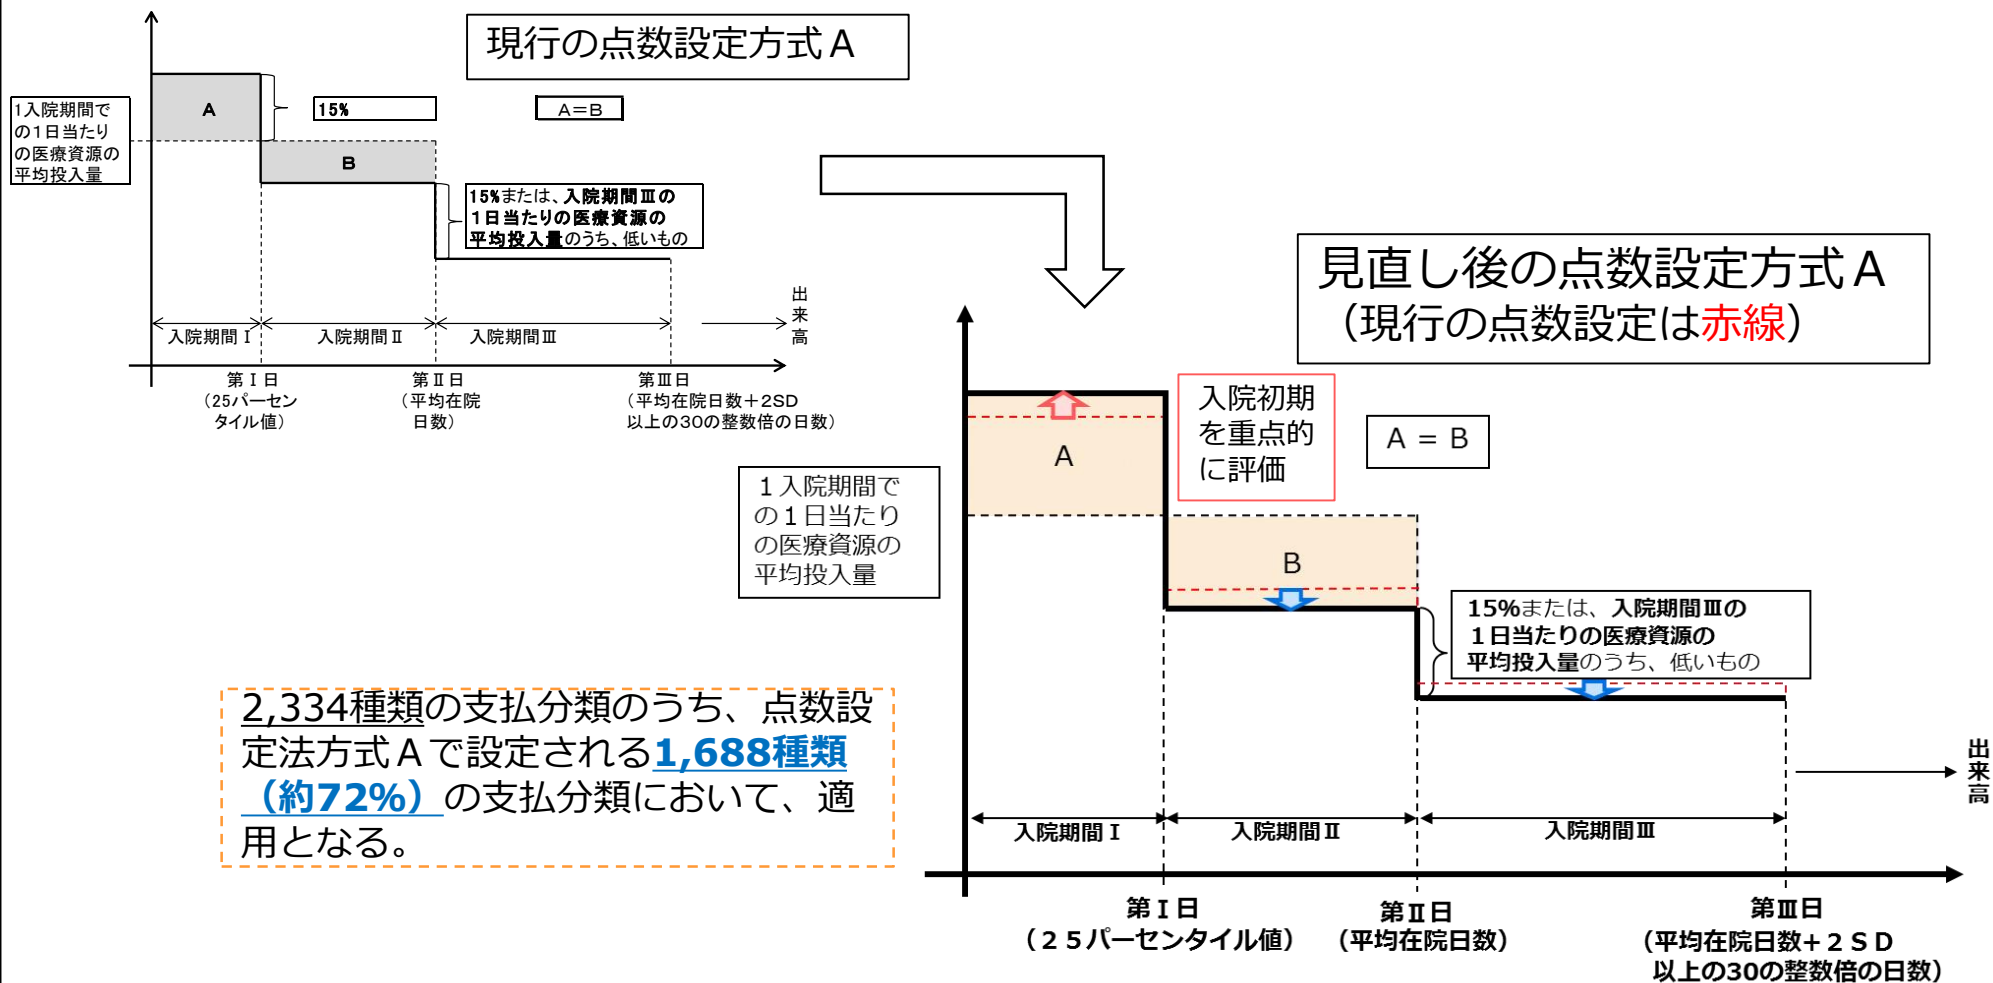 現行の点数設定方式A
1入院期間で
の1日当たり
の医療資源の
平均投入量
A
15%
A=B
B
15%または、入院期間Ⅲの
1日当たりの医療資源の
平均投入量のうち、低いもの
出来高
入院期間Ⅰ
入院期間Ⅱ
入院期間Ⅲ
第Ⅰ日
(25パーセン
タイル値)
第Ⅱ日
(平均在院
日数)
第Ⅲ日
(平均在院日数+2SD
以上の30の整数倍の日数)
見直し後の点数設定方式A
(現行の点数設定は赤線)
入院初期
を重点的
に評価
A = B
A
1入院期間で
の1日当たり
の医療資源の
平均投入量
B
15%または、入院期間Ⅲの
1日当たりの医療資源の
平均投入量のうち、低いもの
2,334種類の支払分類のうち、点数設
定法方式Aで設定される1,688種類
(約72%)の支払分類において、適
用となる。
出来高
入院期間Ⅰ
入院期間Ⅱ
入院期間Ⅲ
第Ⅰ日
(25パーセンタイル値)
第Ⅱ日
(平均在院日数)
第Ⅲ日
(平均在院日数+2SD
以上の30の整数倍の日数)